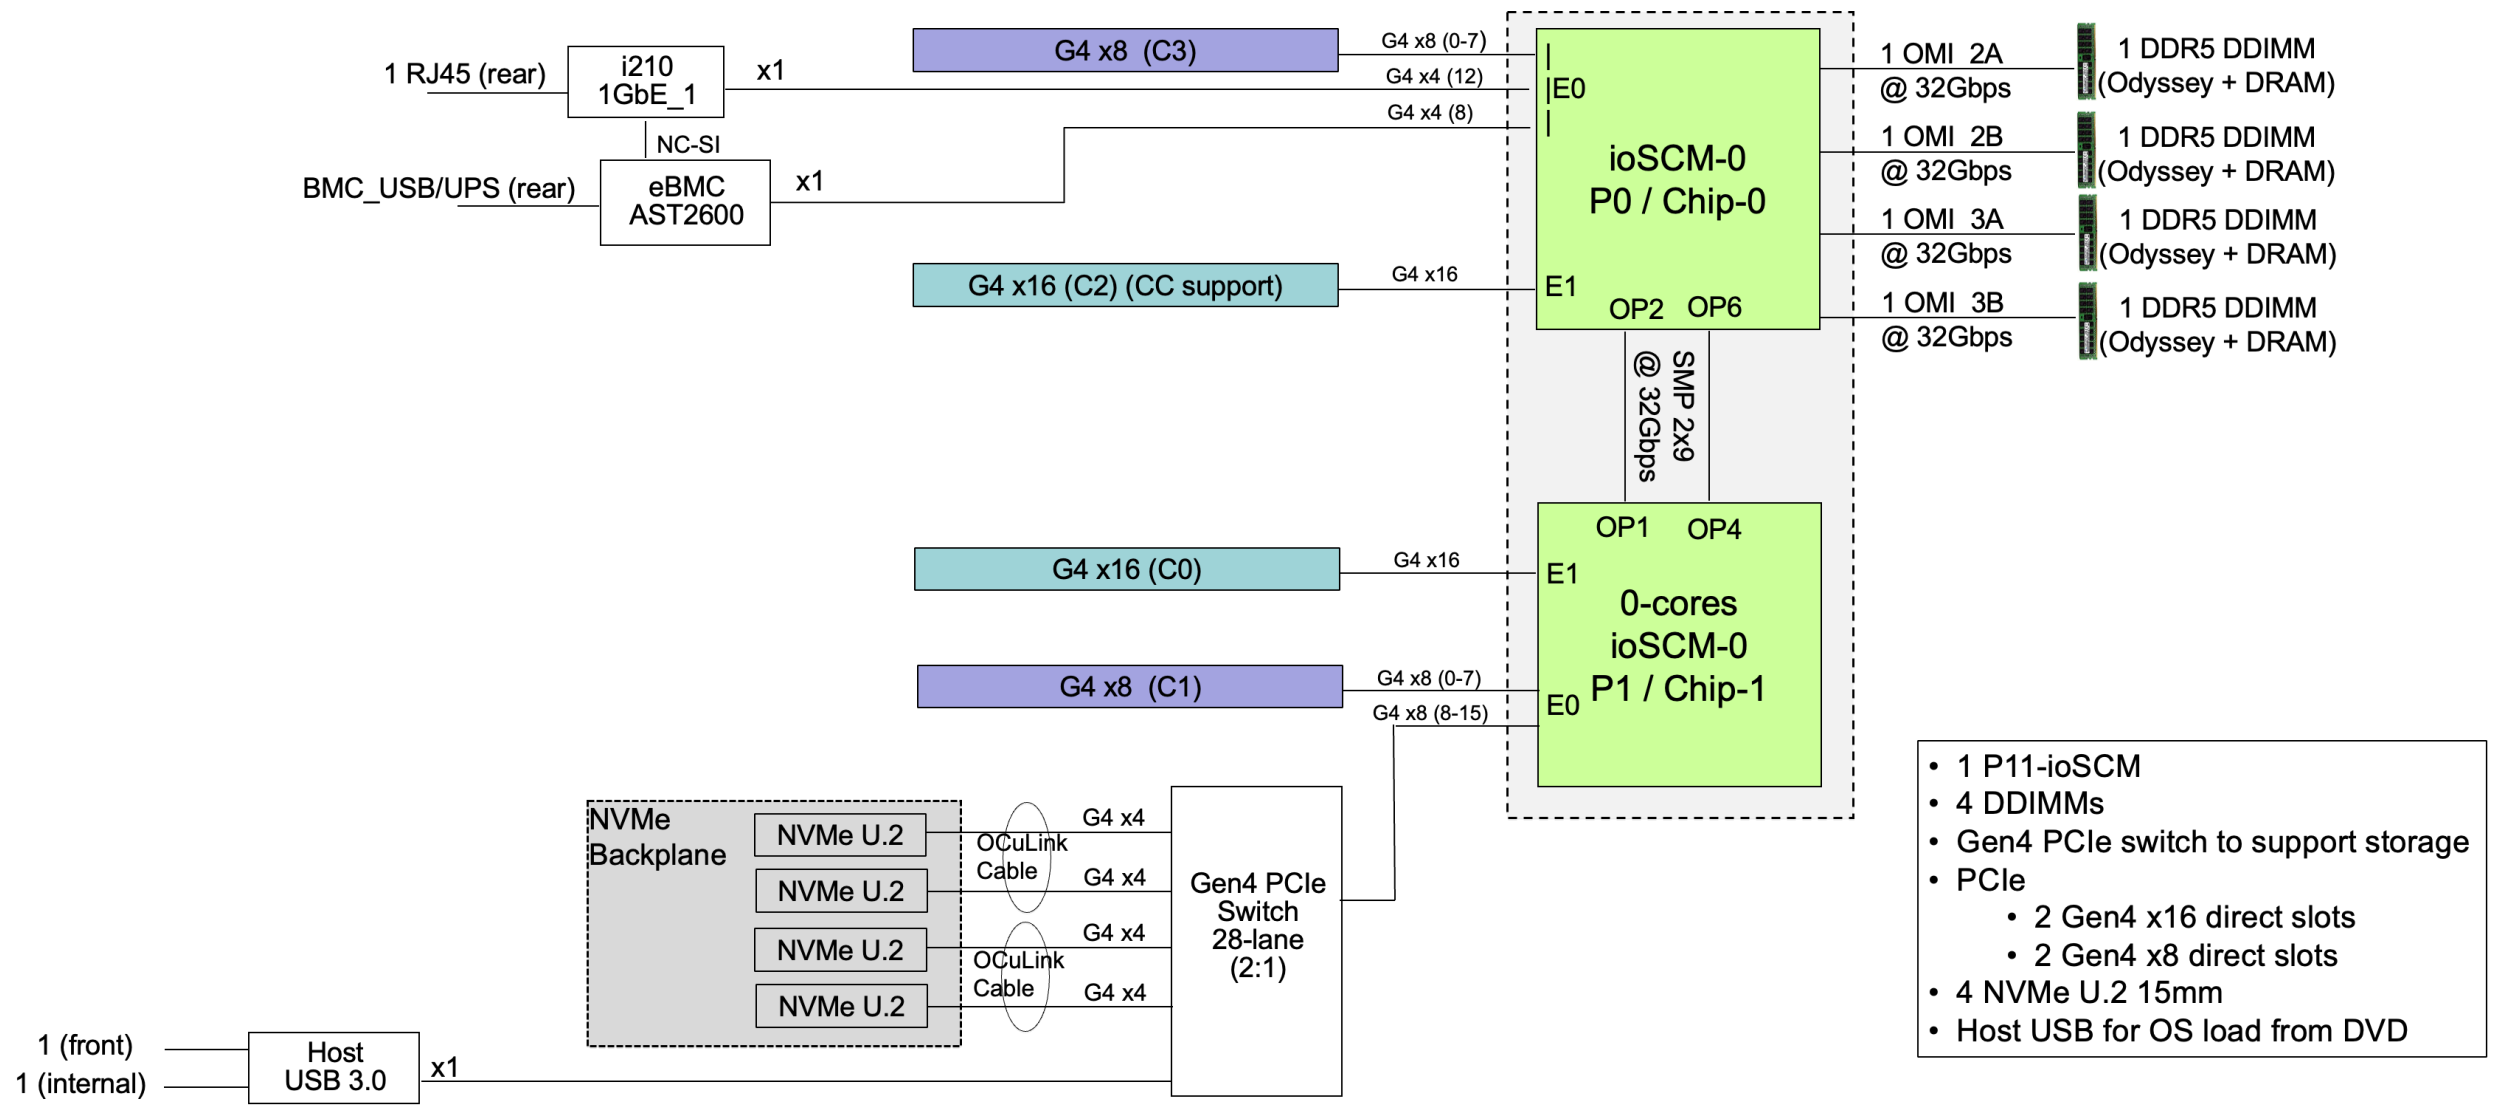 G4 x8  (C3)
G4 x8 (0-7)
1 RJ45 (rear)
i210
1GbE_1
x1
G4 x4 (12)
G4 x4 (8)
NC-SI
BMC_USB/UPS (rear)
eBMC
AST2600
x1
G4 x16 (C2) (CC support)
G4 x16
E0
ioSCM-0
P0 / Chip-0
E1
OP2
OP6
1 OMI  2A
@ 32Gbps
1 DDR5 DDIMM
(Odyssey + DRAM)
1 OMI  2B
@ 32Gbps
1 DDR5 DDIMM
(Odyssey + DRAM)
1 OMI  3A
@ 32Gbps
1 DDR5 DDIMM
(Odyssey + DRAM)
1 OMI  3B
@ 32Gbps
1 DDR5 DDIMM
(Odyssey + DRAM)
SMP 2x9
@ 32Gbps
OP1
OP4
G4 x16 (C0)
G4 x16
E1
0-cores
ioSCM-0
P1 / Chip-1
G4 x8  (C1)
G4 x8 (0-7)
E0
G4 x8 (8-15)
NVMe
Backplane
NVMe U.2
NVMe U.2
NVMe U.2
NVMe U.2
OCuLink
Cable
OCuLink
Cable
G4 x4
G4 x4
G4 x4
G4 x4
Gen4 PCIe
Switch
28-lane
(2:1)
1 (front)
1 (internal)
Host
USB 3.0
x1
• 1 P11-ioSCM
• 4 DDIMMs
• Gen4 PCIe switch to support storage
• PCIe
• 2 Gen4 x16 direct slots
• 2 Gen4 x8 direct slots
• 4 NVMe U.2 15mm
• Host USB for OS load from DVD